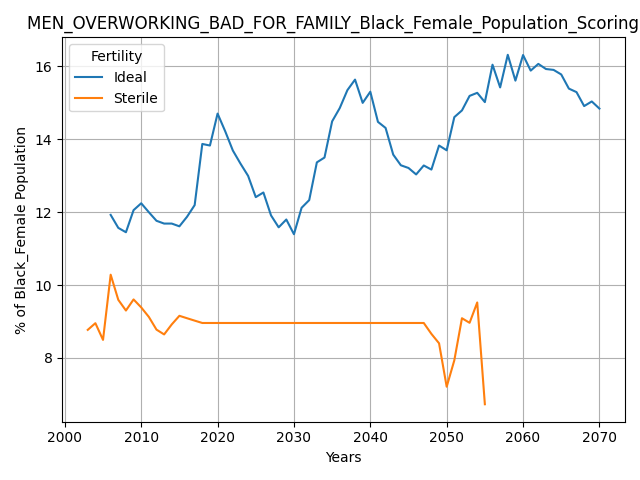 MEN_OVERWORKING_BAD_FOR_FAMILY_Black_Female_Population_Scoring
Fertility
Ideal
Sterile
% of Black_Female Population
16
14
12
10
8
2000 2010 2020 2030 2040 2050 2060 2070
Years